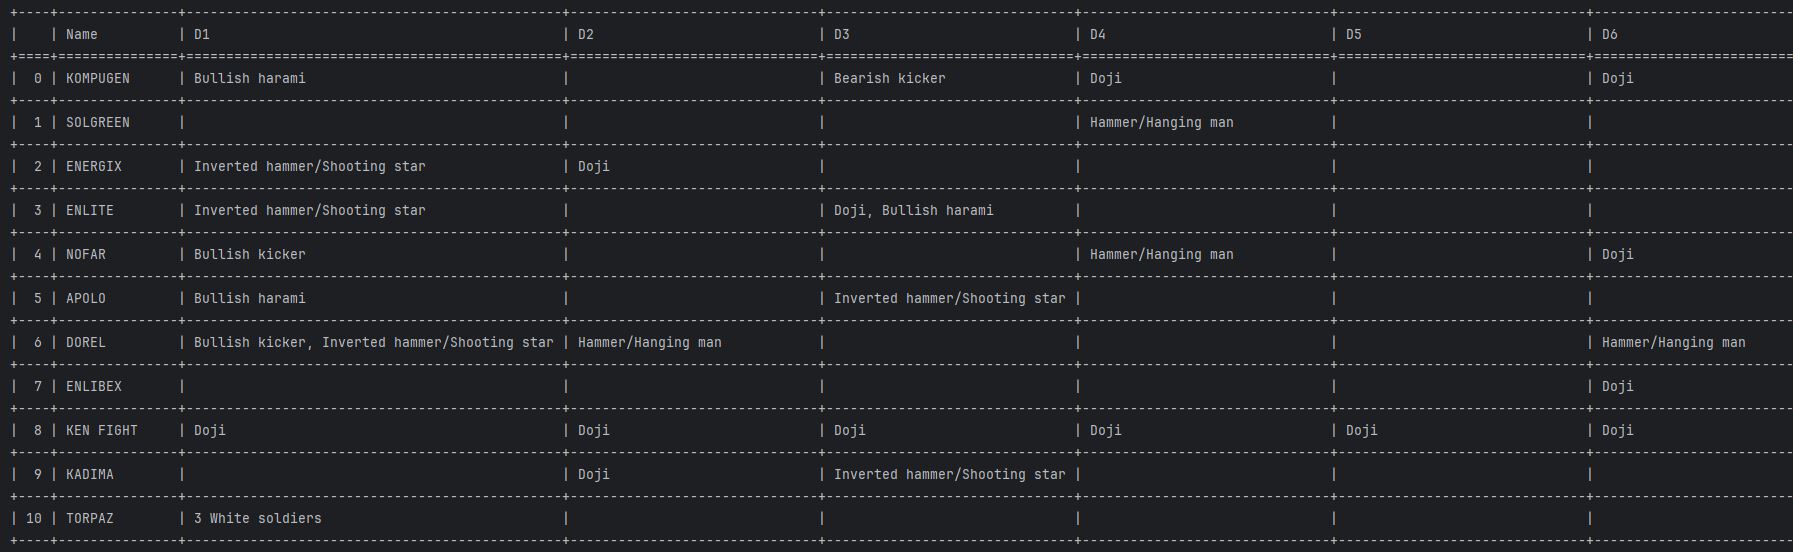 | | Name | D1 | D2 | D3 | D4 | D5 | D6
| 0 | KOMPUGEN | Bullish harami | | Bearish kicker | Doji | | Doji
| 1 | SOLGREEN | | | | Hammer/Hanging man | |
| 2 | ENERGIX | Inverted hammer/Shooting star | Doji | | | |
| 3 | ENLITE | Inverted hammer/Shooting star | | Doji, Bullish harami | | |
| 4 | NOFAR | Bullish kicker | | | Hammer/Hanging man | | Doji
| 5 | APOLO | Bullish harami | | Inverted hammer/Shooting star | | |
| 6 | DOREL | Bullish kicker, Inverted hammer/Shooting star | Hammer/Hanging man | | | | Hammer/Hanging man
| 7 | ENLIBEX | | | | | | Doji
| 8 | KEN FIGHT | Doji | Doji | Doji | Doji | Doji | Doji
| 9 | KADIMA | | Doji | Inverted hammer/Shooting star | | |
| 10 | TORPAZ | 3 White soldiers | | | | |